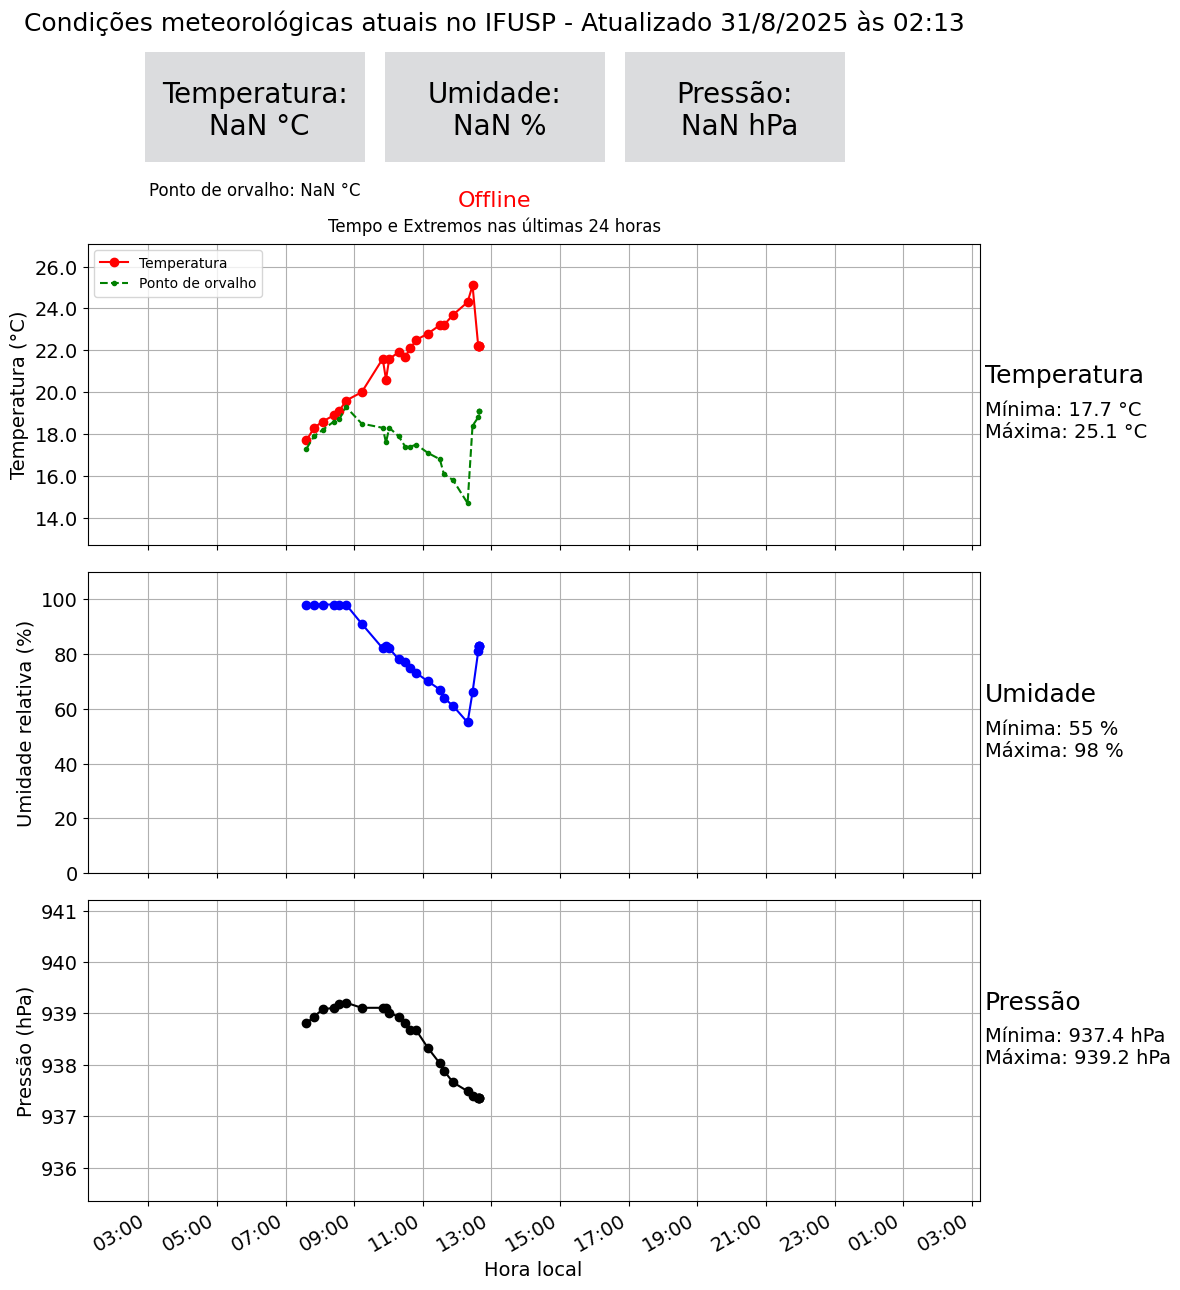 Condições meteorológicas atuais no IFUSP - Atualizado 31/8/2025 às 02:13
Temperatura:
NaN °C
Umidade:
NaN %
Pressão:
NaN hPa
Ponto de orvalho: NaN °C
Offline
Tempo e Extremos nas últimas 24 horas
Temperatura
Ponto de orvalho
Temperatura (°C)
26.0
24.0
22.0
20.0
18.0
16.0
14.0
Temperatura
Mínima: 17.7 °C
Máxima: 25.1 °C
Umidade relativa (%)
100
80
60
40
20
0
Umidade
Mínima: 55 %
Máxima: 98 %
Pressão (hPa)
941
940
939
938
937
936
Pressão
Mínima: 937.4 hPa
Máxima: 939.2 hPa
03:00 05:00 07:00 09:00 11:00 13:00 15:00 17:00 19:00 21:00 23:00 01:00 03:00
Hora local